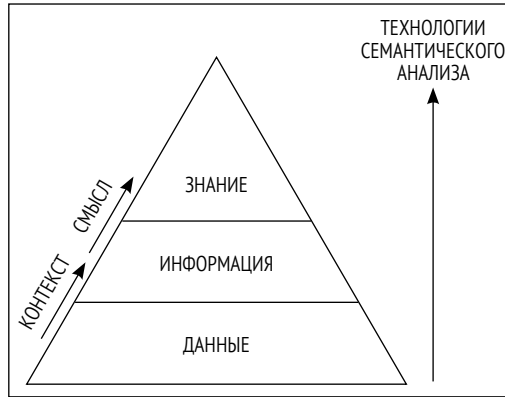 ТЕХНОЛОГИИ
СЕМАНТИЧЕСКОГО
АНАЛИЗА
ЗНАНИЕ
СМЫСЛ
ИНФОРМАЦИЯ
КОНТЕКСТ
ДАННЫЕ